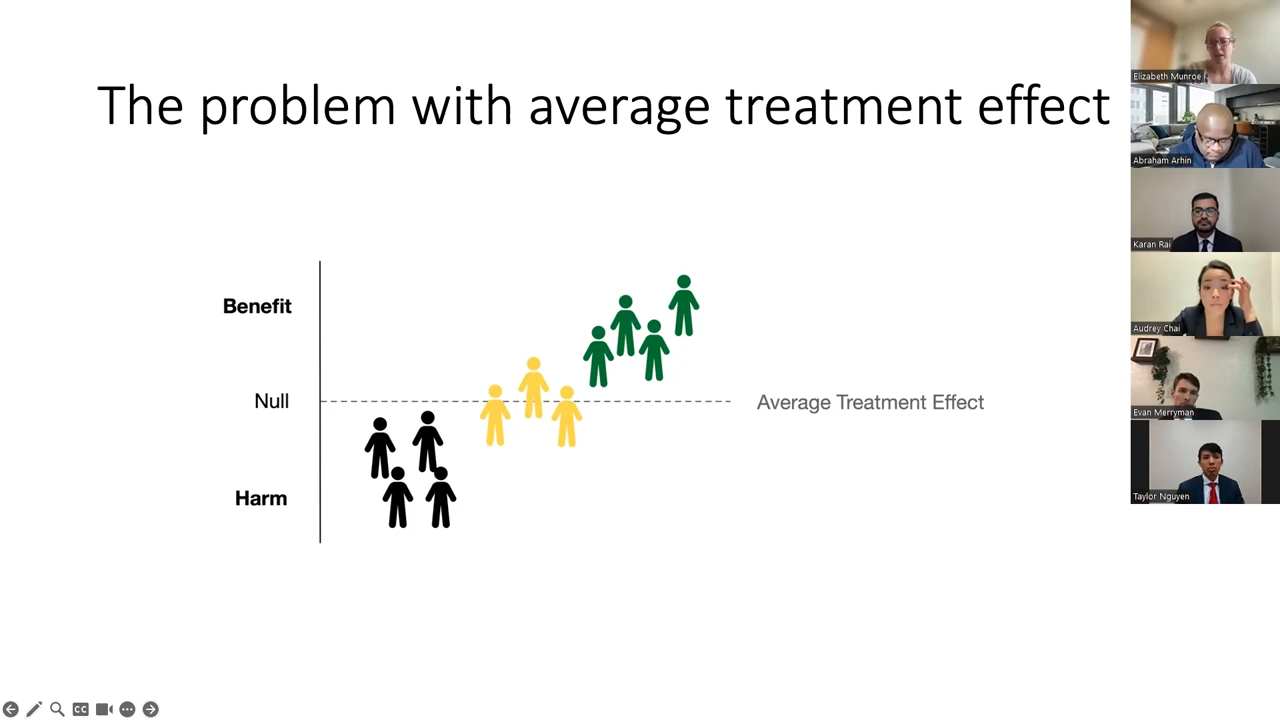 The problem with average treatment effect
Benefit
Null
Average Treatment Effect
Harm
Elizabeth Munroe
Abraham Arhin
Karan Rai
Audrey Chai
Evan Merryman
Taylor Nguyen
CC